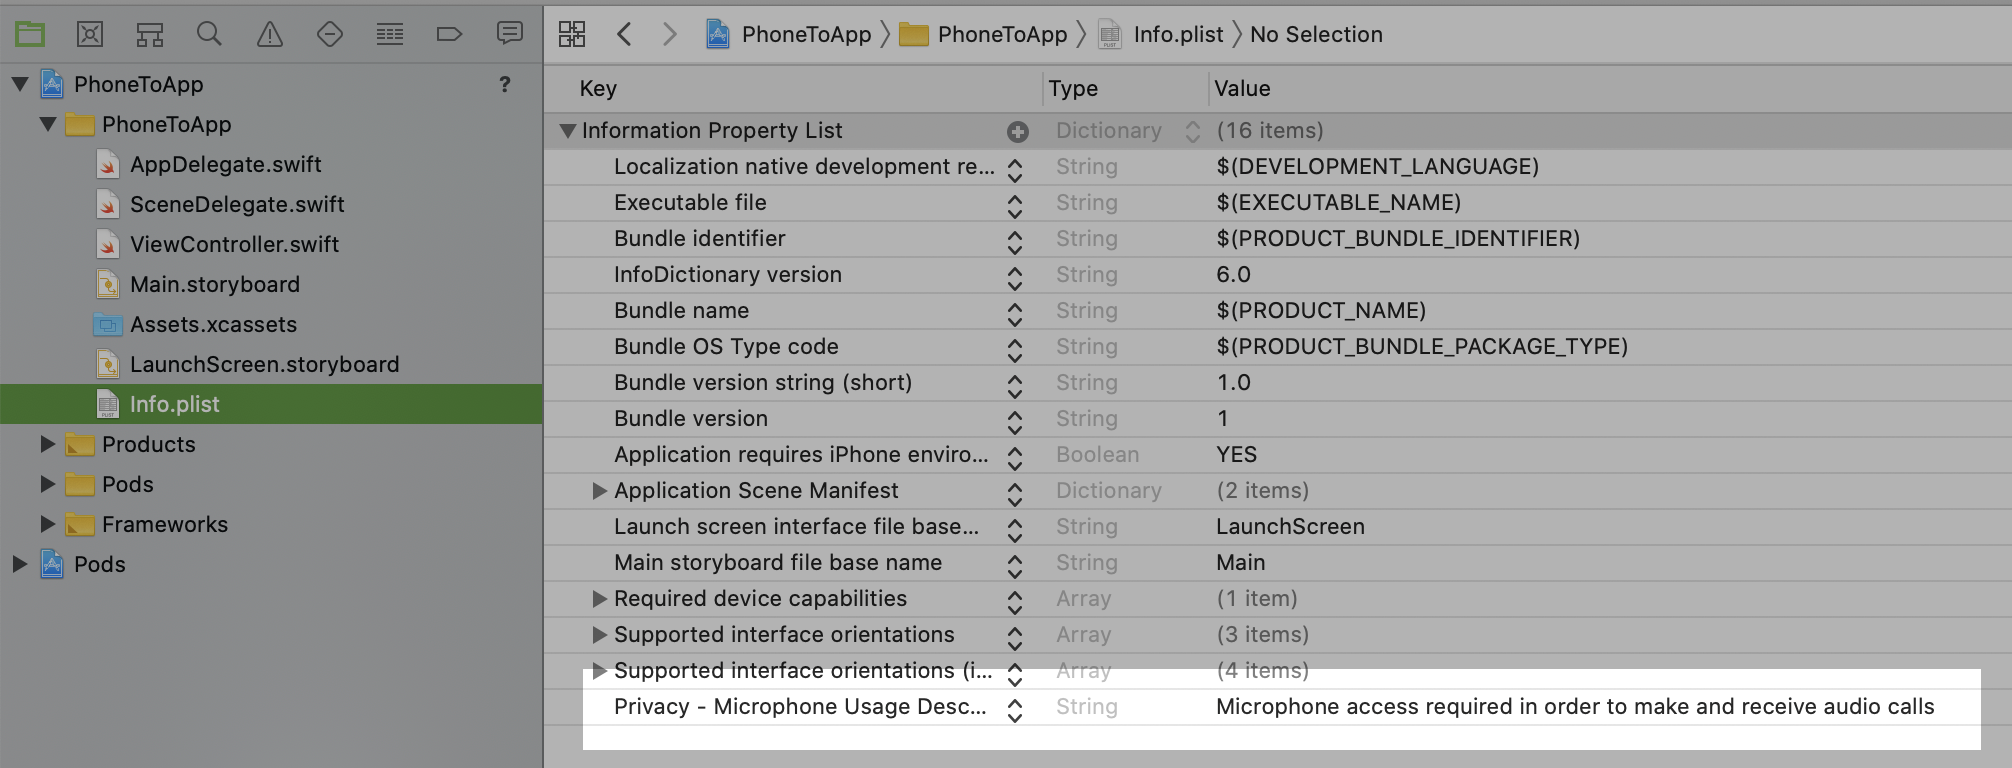 PhoneToApp 〉 PhoneToApp 〉 Info.plist 〉 No Selection
PhoneToApp ?
PhoneToApp
AppDelegate.swift
SceneDelegate.swift
ViewController.swift
Main.storyboard
Assets.xcassets
LaunchScreen.storyboard
Info.plist
Products
Pods
Frameworks
Pods
Key Type Value
Information Property List Dictionary (16 items)
Localization native development re... String $(DEVELOPMENT_LANGUAGE)
Executable file String $(EXECUTABLE_NAME)
Bundle identifier String $(PRODUCT_BUNDLE_IDENTIFIER)
InfoDictionary version String 6.0
Bundle name String $(PRODUCT_NAME)
Bundle OS Type code String $(PRODUCT_BUNDLE_PACKAGE_TYPE)
Bundle version string (short) String 1.0
Bundle version String 1
Application requires iPhone enviro... Boolean YES
Application Scene Manifest Dictionary (2 items)
Launch screen interface file base... String LaunchScreen
Main storyboard file base name String Main
Required device capabilities Array (1 item)
Supported interface orientations Array (3 items)
Supported interface orientations (i... Array (4 items)
Privacy - Microphone Usage Desc... String Microphone access required in order to make and receive audio calls